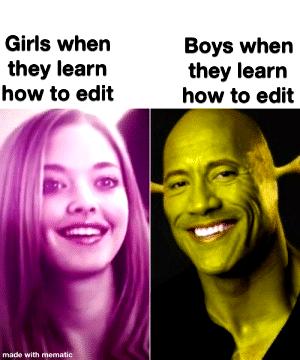 Girls when
they learn
how to edit
Boys when
they learn
how to edit
made with mematic